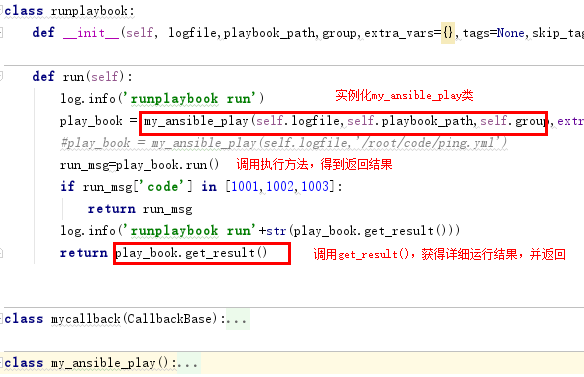 class runplaybook:
def __init__(self, logfile,playbook_path,group,extra_vars={},tags=None,skip_tag
def run(self):
log.info('runplaybook run')
实例化my_ansible_play类
play_book = my_ansible_play(self.logfile,self.playbook_path,self.group,extr
#play_book = my_ansible_play(self.logfile,'/root/code/ping.yml')
run_msg=play_book.run() 调用执行方法，得到返回结果
if run_msg['code'] in [1001,1002,1003]:
return run_msg
log.info('runplaybook run'+str(play_book.get_result()))
return play_book.get_result() 调用get_result()，获得详细运行结果，并返回
class mycallback(CallbackBase):...
class my_ansible_play():...